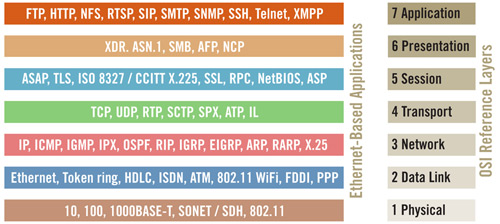 FTP, HTTP, NFS, RTSP, SIP, SMTP, SNMP, SSH, Telnet, XMPP
7 Application
XDR. ASN.1, SMB, AFP, NCP
6 Presentation
ASAP, TLS, ISO 8327 / CCITT X.225, SSL, RPC, NetBIOS, ASP
5 Session
TCP, UDP, RTP, SCTP, SPX, ATP, IL
4 Transport
IP, ICMP, IGMP, IPX, OSPF, RIP, IGRP, EIGRP, ARP, RARP, X.25
3 Network
Ethernet, Token ring, HDLC, ISDN, ATM, 802.11 WiFi, FDDI, PPP
2 Data Link
10, 100, 1000BASE-T, SONET / SDH, 802.11
1 Physical
Ethernet-Based Applications
OSI Reference Layers